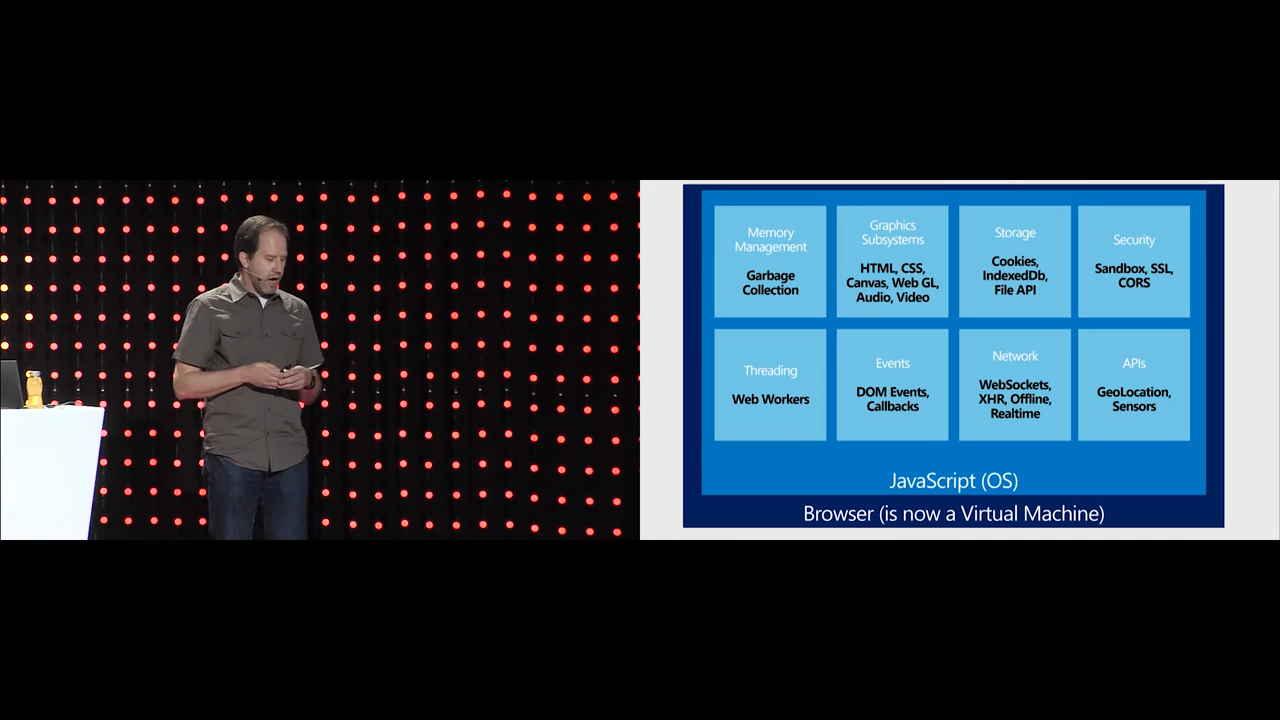 Memory
Management
Garbage
Collection
Graphics
Subsystems
HTML, CSS,
Canvas, Web GL,
Audio, Video
Storage
Cookies,
IndexedDb,
File API
Security
Sandbox, SSL,
CORS
Threading
Web Workers
Events
DOM Events,
Callbacks
Network
WebSockets,
XHR, Offline,
Realtime
APIs
GeoLocation,
Sensors
JavaScript (OS)
Browser (is now a Virtual Machine)